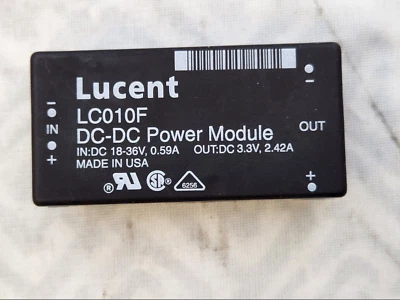 Lucent
LC010F
DC-DC Power Module
IN:DC 18-36V, 0.59A OUT:DC 3.3V, 2.42A
MADE IN USA
− IN +
− OUT +
6256